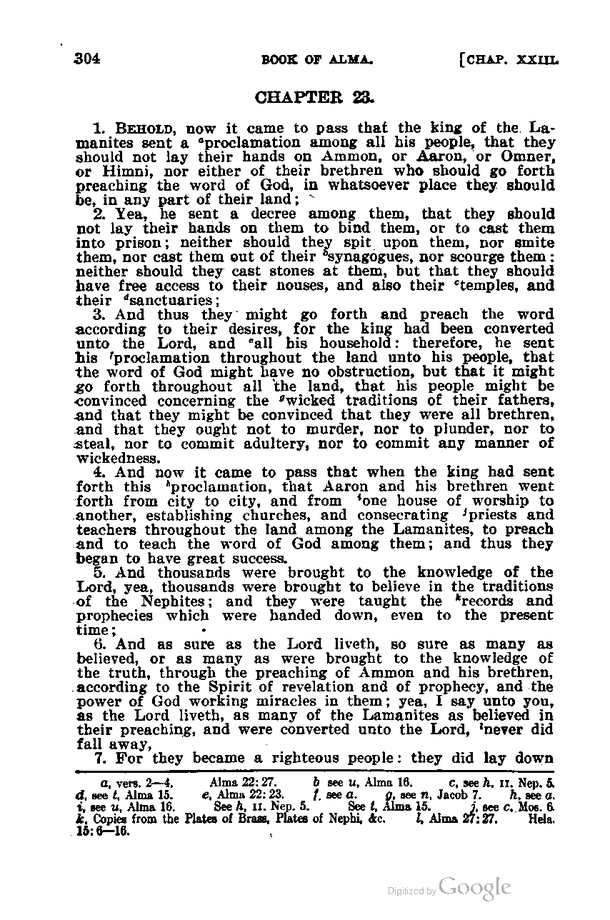 304 BOOK OF ALMA. [CHAP. XXIII.
CHAPTER 23.
1. BEHOLD, now it came to pass that the king of the La-
manites sent a ᵃproclamation among all his people, that they
should not lay their hands on Ammon, or Aaron, or Omner,
or Himni, nor either of their brethren who should go forth
preaching the word of God, in whatsoever place they should
be, in any part of their land;
2. Yea, he sent a decree among them, that they should
not lay their hands on them to bind them, or to cast them
into prison; neither should they spit upon them, nor smite
them, nor cast them out of their ᵇsynagogues, nor scourge them:
neither should they cast stones at them, but that they should
have free access to their houses, and also their ᶜtemples, and
their ᵈsanctuaries;
3. And thus they might go forth and preach the word
according to their desires, for the king had been converted
unto the Lord, and ᵉall his household: therefore, he sent
his ᶠproclamation throughout the land unto his people, that
the word of God might have no obstruction, but that it might
go forth throughout all the land, that his people might be
convinced concerning the ᵍwicked traditions of their fathers,
and that they might be convinced that they were all brethren,
and that they ought not to murder, nor to plunder, nor to
steal, nor to commit adultery, nor to commit any manner of
wickedness.
4. And now it came to pass that when the king had sent
forth this ʰproclamation, that Aaron and his brethren went
forth from city to city, and from ⁱone house of worship to
another, establishing churches, and consecrating ʲpriests and
teachers throughout the land among the Lamanites, to preach
and to teach the word of God among them; and thus they
began to have great success.
5. And thousands were brought to the knowledge of the
Lord, yea, thousands were brought to believe in the traditions
of the Nephites; and they were taught the ᵏrecords and
prophecies which were handed down, even to the present
time;
6. And as sure as the Lord liveth, so sure as many as
believed, or as many as were brought to the knowledge of
the truth, through the preaching of Ammon and his brethren,
according to the Spirit of revelation and of prophecy, and the
power of God working miracles in them; yea, I say unto you,
as the Lord liveth, as many of the Lamanites as believed in
their preaching, and were converted unto the Lord, ˡnever did
fall away,
7. For they became a righteous people: they did lay down
a, vers. 2—4. Alma 22:27. b see u, Alma 16. c, see h, II. Nep. 5.
d, see t, Alma 15. e, Alma 22:23. f, see a. g, see n, Jacob 7. h, see a.
i, see u, Alma 16. See h, II. Nep. 5. See t, Alma 15. j, see c. Mos. 6.
k, Copies from the Plates of Brass, Plates of Nephi, &c. l, Alma 27:27. Hela.
15:6—16.
Digitized by Google